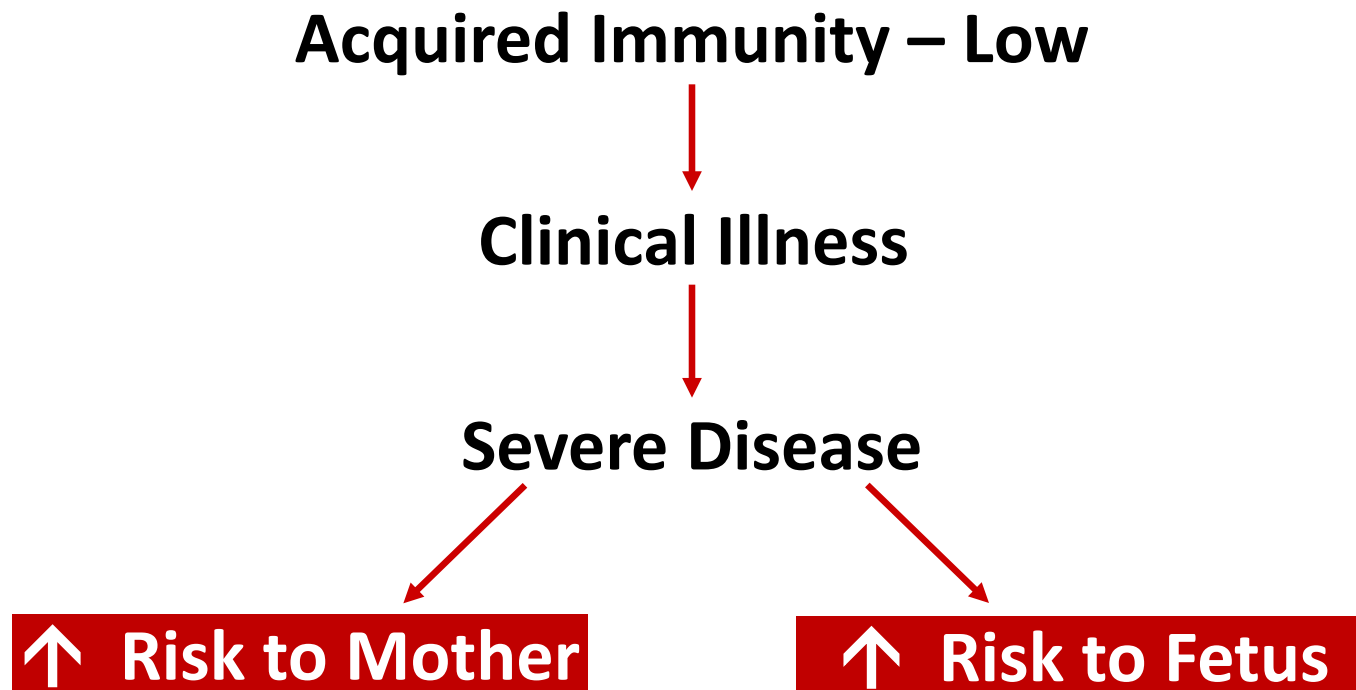 Acquired Immunity – Low
Clinical Illness
Severe Disease
↑ Risk to Mother
↑ Risk to Fetus